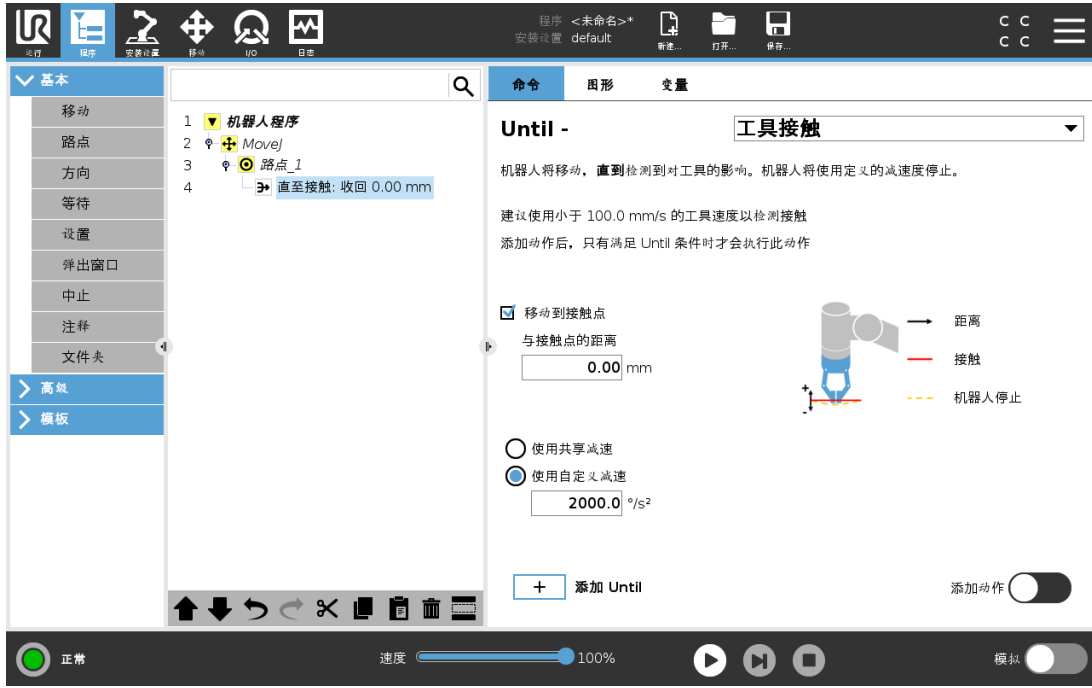 UR
运行
程序
安装设置
移动
I/O
日志
程序 <未命名>*
安装设置 default
新建...
打开...
保存...
C C
C C
基本
移动
路点
方向
等待
设置
弹出窗口
中止
注释
文件夹
高级
模板
1 机器人程序
2 MoveJ
3 路点_1
4 直至接触: 收回 0.00 mm
命令 图形 变量
Until - 工具接触
机器人将移动，直到检测到对工具的影响。机器人将使用定义的减速度停止。
建议使用小于 100.0 mm/s 的工具速度以检测接触
添加动作后，只有满足 Until 条件时才会执行此动作
移动到接触点
与接触点的距离
0.00 mm
距离
接触
机器人停止
+
-
使用共享减速
使用自定义减速
2000.0 °/s²
+ 添加 Until
添加动作
正常
速度 100%
模拟